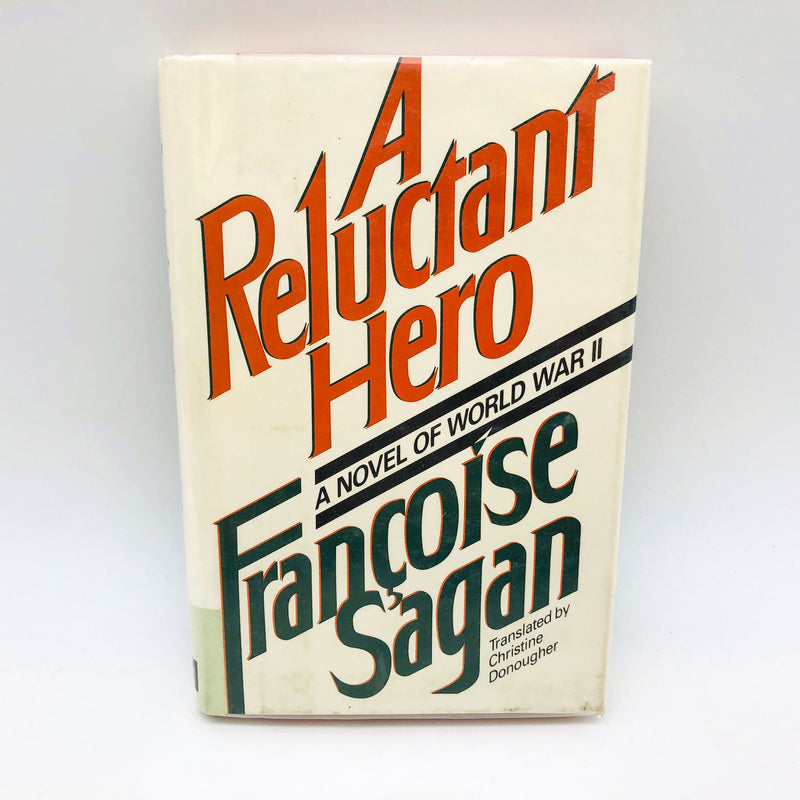 A
Reluctant
Hero
A NOVEL OF WORLD WAR II
Françoise
Sagan
Translated by
Christine
Donougher